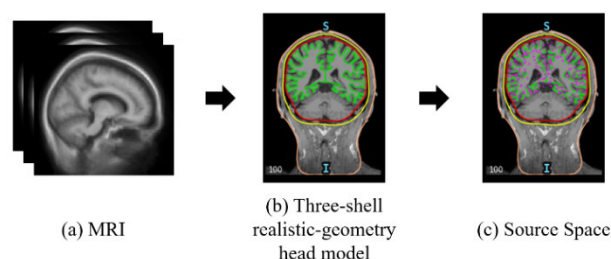 S
S
100
I
100
I
(a) MRI
(b) Three-shell
realistic-geometry
head model
(c) Source Space